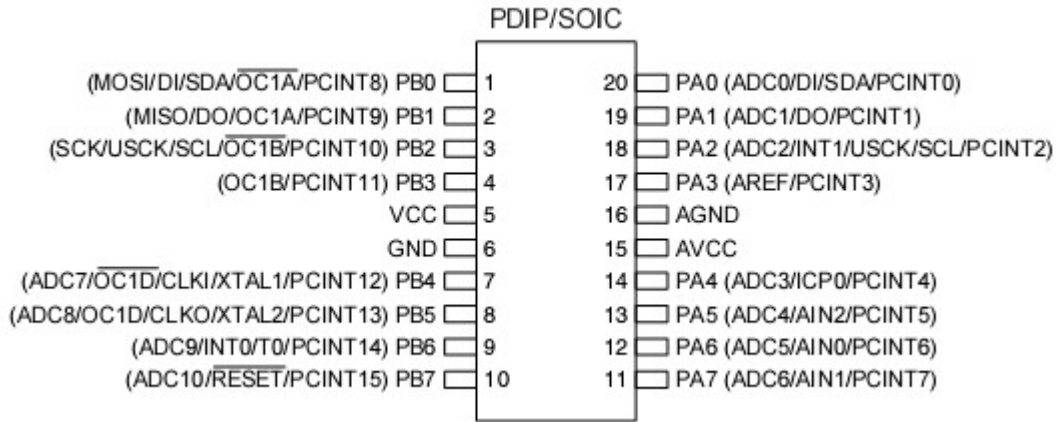 PDIP/SOIC
(MOSI/DI/SDA/OC1A/PCINT8) PB0 1 20 PA0 (ADC0/DI/SDA/PCINT0)
(MISO/DO/OC1A/PCINT9) PB1 2 19 PA1 (ADC1/DO/PCINT1)
(SCK/USCK/SCL/OC1B/PCINT10) PB2 3 18 PA2 (ADC2/INT1/USCK/SCL/PCINT2)
(OC1B/PCINT11) PB3 4 17 PA3 (AREF/PCINT3)
VCC 5 16 AGND
GND 6 15 AVCC
(ADC7/OC1D/CLKI/XTAL1/PCINT12) PB4 7 14 PA4 (ADC3/ICP0/PCINT4)
(ADC8/OC1D/CLKO/XTAL2/PCINT13) PB5 8 13 PA5 (ADC4/AIN2/PCINT5)
(ADC9/INT0/T0/PCINT14) PB6 9 12 PA6 (ADC5/AIN0/PCINT6)
(ADC10/RESET/PCINT15) PB7 10 11 PA7 (ADC6/AIN1/PCINT7)